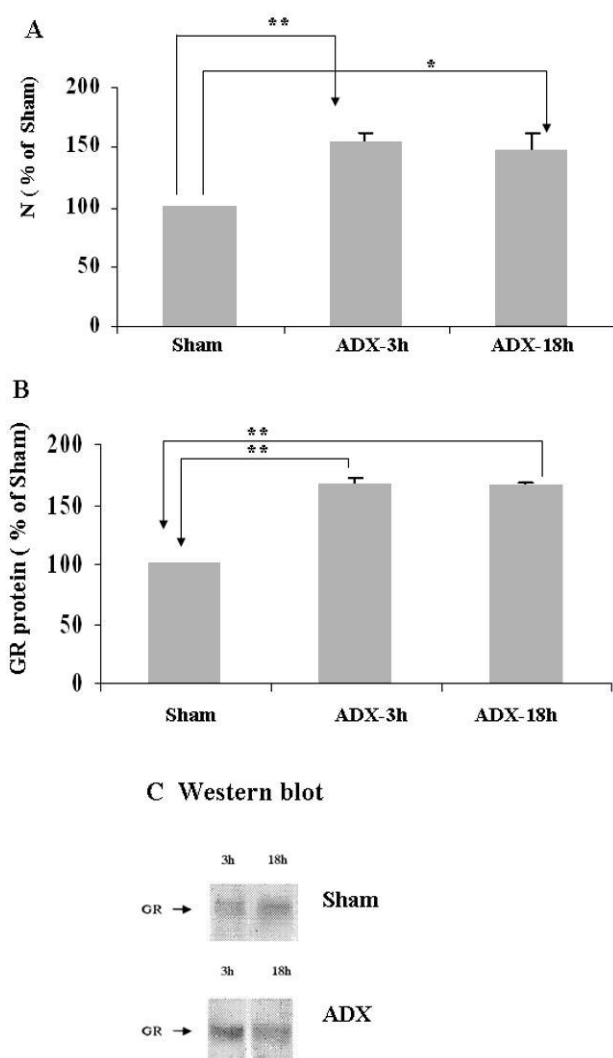 A
**
*
N ( % of Sham)
200
150
100
50
0
Sham ADX-3h ADX-18h
B
GR protein ( % of Sham)
**
**
200
150
100
50
0
Sham ADX-3h ADX-18h
C Western blot
3h 18h
GR Sham
3h 18h
GR ADX